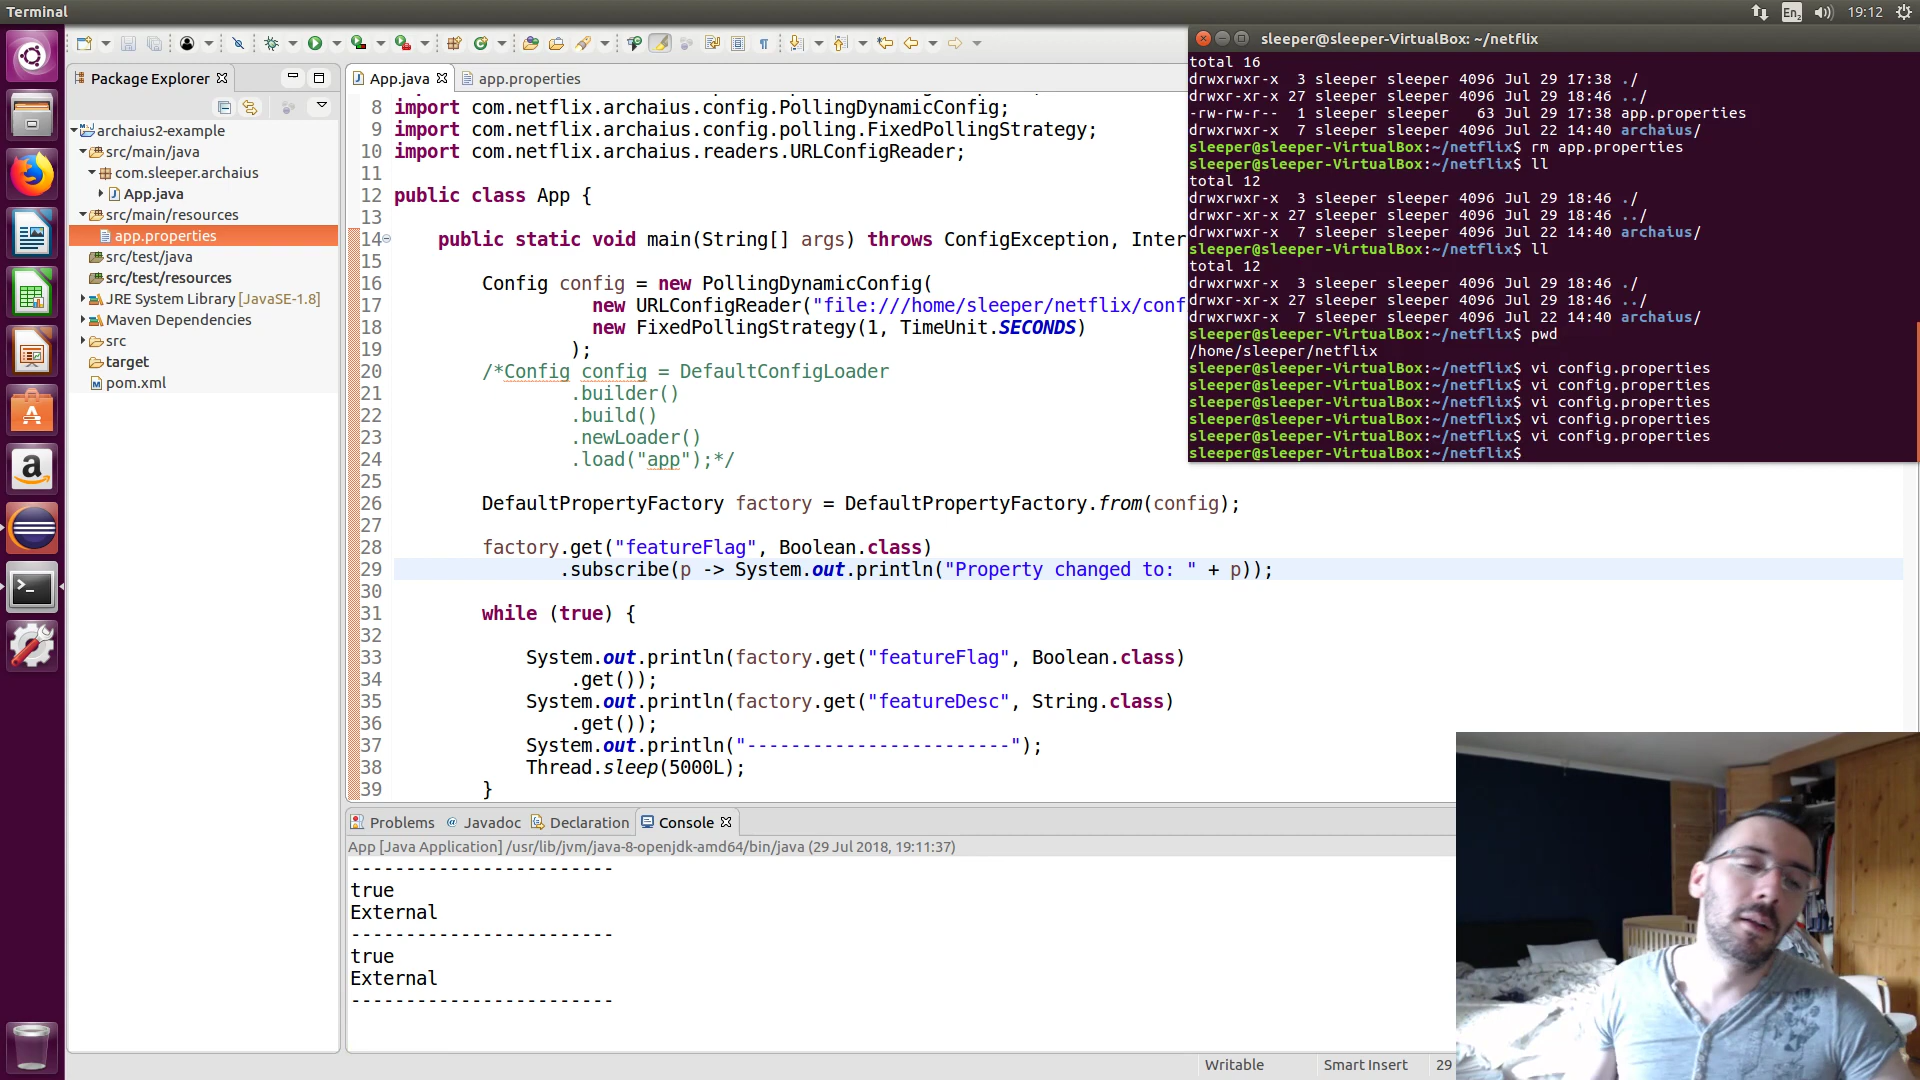 Terminal
En2
19:12
Package Explorer
archaius2-example
src/main/java
com.sleeper.archaius
App.java
src/main/resources
app.properties
src/test/java
src/test/resources
JRE System Library [JavaSE-1.8]
Maven Dependencies
src
target
pom.xml
App.java
app.properties
8 import com.netflix.archaius.config.PollingDynamicConfig;
9 import com.netflix.archaius.config.polling.FixedPollingStrategy;
10 import com.netflix.archaius.readers.URLConfigReader;
11
12 public class App {
13
14 public static void main(String[] args) throws ConfigException, Inter
15
16 Config config = new PollingDynamicConfig(
17 new URLConfigReader("file:///home/sleeper/netflix/conf
18 new FixedPollingStrategy(1, TimeUnit.SECONDS)
19 );
20 /*Config config = DefaultConfigLoader
21 .builder()
22 .build()
23 .newLoader()
24 .load("app");*/
25
26 DefaultPropertyFactory factory = DefaultPropertyFactory.from(config);
27
28 factory.get("featureFlag", Boolean.class)
29 .subscribe(p -> System.out.println("Property changed to: " + p));
30
31 while (true) {
32
33 System.out.println(factory.get("featureFlag", Boolean.class)
34 .get());
35 System.out.println(factory.get("featureDesc", String.class)
36 .get());
37 System.out.println("------------------------");
38 Thread.sleep(5000L);
39 }
sleeper@sleeper-VirtualBox: ~/netflix
total 16
drwxrwxr-x 3 sleeper sleeper 4096 Jul 29 17:38 ./
drwxr-xr-x 27 sleeper sleeper 4096 Jul 29 18:46 ../
-rw-rw-r-- 1 sleeper sleeper 63 Jul 29 17:38 app.properties
drwxrwxr-x 7 sleeper sleeper 4096 Jul 22 14:40 archaius/
sleeper@sleeper-VirtualBox:~/netflix$ rm app.properties
sleeper@sleeper-VirtualBox:~/netflix$ ll
total 12
drwxrwxr-x 3 sleeper sleeper 4096 Jul 29 18:46 ./
drwxr-xr-x 27 sleeper sleeper 4096 Jul 29 18:46 ../
drwxrwxr-x 7 sleeper sleeper 4096 Jul 22 14:40 archaius/
sleeper@sleeper-VirtualBox:~/netflix$ ll
total 12
drwxrwxr-x 3 sleeper sleeper 4096 Jul 29 18:46 ./
drwxr-xr-x 27 sleeper sleeper 4096 Jul 29 18:46 ../
drwxrwxr-x 7 sleeper sleeper 4096 Jul 22 14:40 archaius/
sleeper@sleeper-VirtualBox:~/netflix$ pwd
/home/sleeper/netflix
sleeper@sleeper-VirtualBox:~/netflix$ vi config.properties
sleeper@sleeper-VirtualBox:~/netflix$ vi config.properties
sleeper@sleeper-VirtualBox:~/netflix$ vi config.properties
sleeper@sleeper-VirtualBox:~/netflix$ vi config.properties
sleeper@sleeper-VirtualBox:~/netflix$ vi config.properties
sleeper@sleeper-VirtualBox:~/netflix$
Problems @ Javadoc Declaration Console
App [Java Application] /usr/lib/jvm/java-8-openjdk-amd64/bin/java (29 Jul 2018, 19:11:37)
------------------------
true
External
------------------------
true
External
------------------------
Writable Smart Insert 29